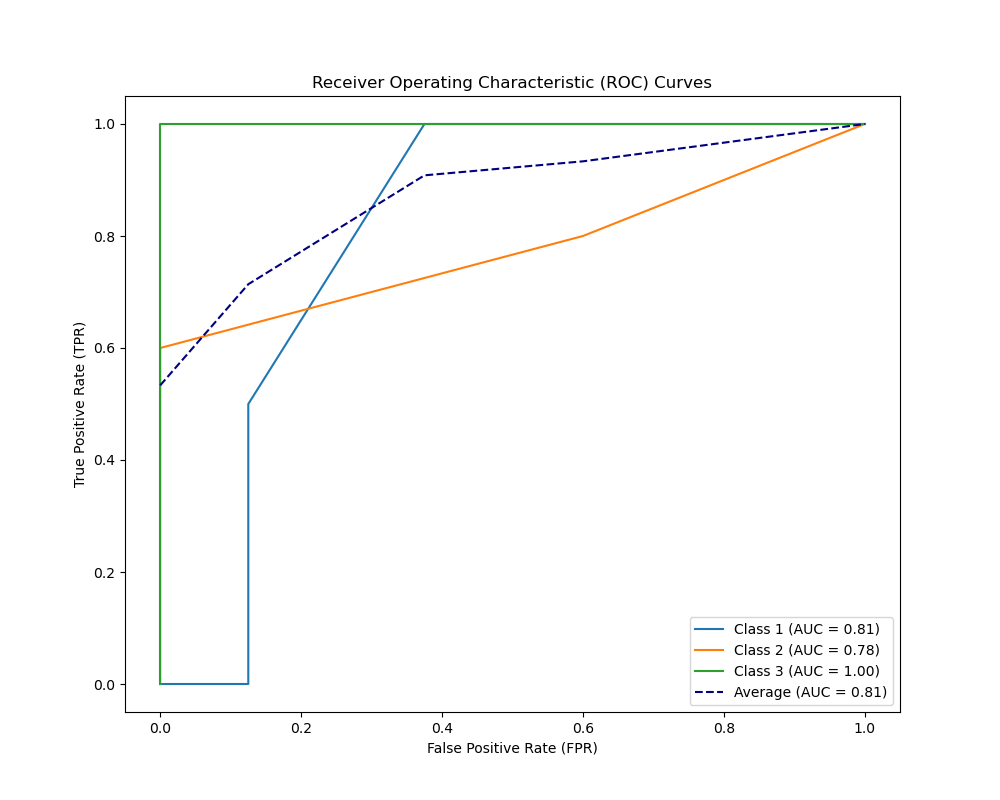 Receiver Operating Characteristic (ROC) Curves
1.0
0.8
0.6
0.4
0.2
0.0
True Positive Rate (TPR)
0.0 0.2 0.4 0.6 0.8 1.0
False Positive Rate (FPR)
Class 1 (AUC = 0.81)
Class 2 (AUC = 0.78)
Class 3 (AUC = 1.00)
Average (AUC = 0.81)